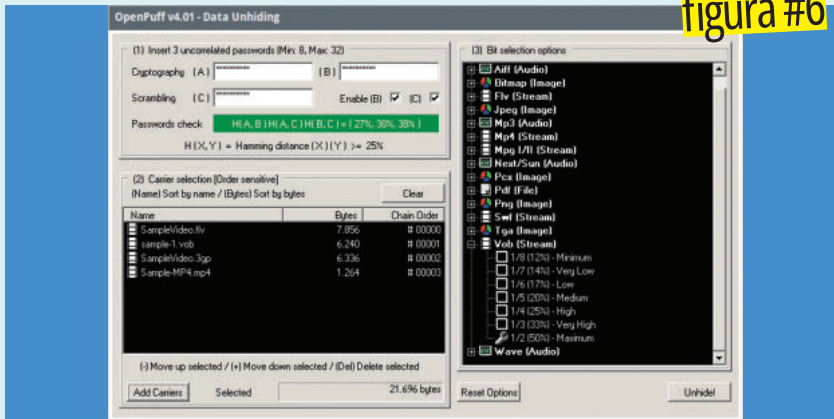 figura #6
OpenPuff v4.01 - Data Unhiding
(1) Insert 3 uncorrelated passwords (Min: 8, Max: 32)
Cryptography (A) ********** (B) **********
Scrambling (C) ********** Enable (B) (C)
Passwords check H(A, B) H(A, C) H(B, C) = ( 27%, 38%, 38% )
H (X, Y) = Hamming distance (X) (Y) >= 25%
(2) Carrier selection (Order sensitive)
(Name) Sort by name / (Bytes) Sort by bytes Clear
Name Bytes Chain Order
SampleVideo.flv 7.856 # 00000
sample-1.vob 6.240 # 00001
SampleVideo.3gp 6.336 # 00002
Sample-MP4.mp4 1.264 # 00003
(-) Move up selected / (+) Move down selected / (Del) Delete selected
Add Carriers Selected 21.696 bytes
(3) Bit selection options
Aiff (Audio)
Bitmap (Image)
Flv (Stream)
Jpeg (Image)
Mp3 (Audio)
Mp4 (Stream)
Mpg I/II (Stream)
Next/Sun (Audio)
Pcx (Image)
Pdf (File)
Png (Image)
Swf (Stream)
Tga (Image)
Vob (Stream)
1/8 (12%) - Minimum
1/7 (14%) - Very Low
1/6 (17%) - Low
1/5 (20%) - Medium
1/4 (25%) - High
1/3 (33%) - Very High
1/2 (50%) - Maximum
Wave (Audio)
Reset Options Unhide!